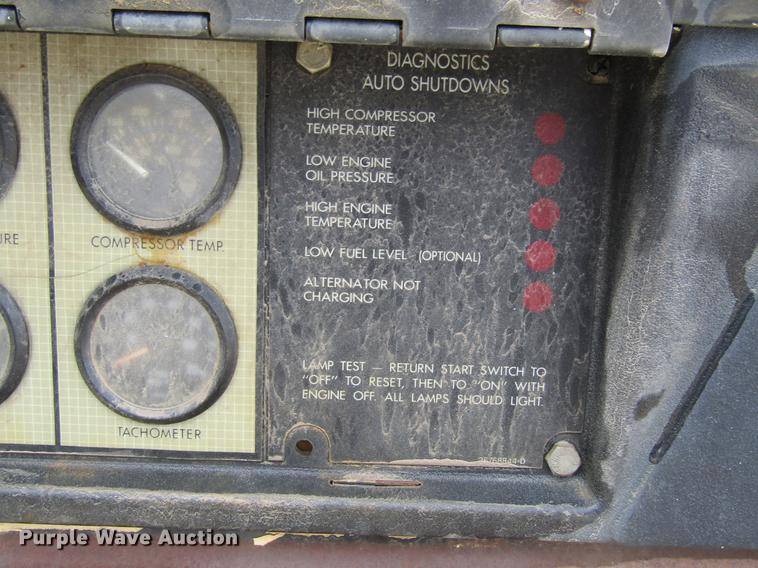 DIAGNOSTICS
AUTO SHUTDOWNS
HIGH COMPRESSOR
TEMPERATURE
LOW ENGINE
OIL PRESSURE
HIGH ENGINE
TEMPERATURE
LOW FUEL LEVEL (OPTIONAL)
ALTERNATOR NOT
CHARGING
LAMP TEST — RETURN START SWITCH TO
"OFF" TO RESET, THEN TO "ON" WITH
ENGINE OFF. ALL LAMPS SHOULD LIGHT.
COMPRESSOR TEMP.
TACHOMETER
URE
Purple Wave Auction